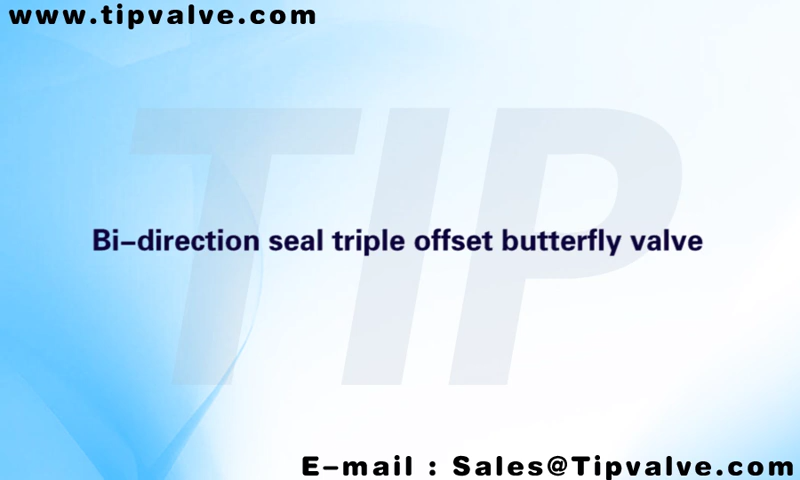 www.tipvalve.com
TIP
Bi-direction seal triple offset butterfly valve
E-mail : Sales@Tipvalve.com